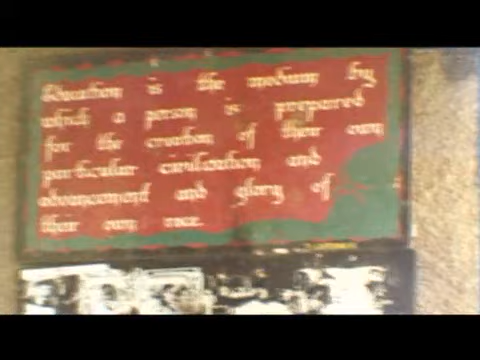 Education is the medium by
which a person is prepared
for the creation of their own
particular civilization and
advancement and glory of
their own race.